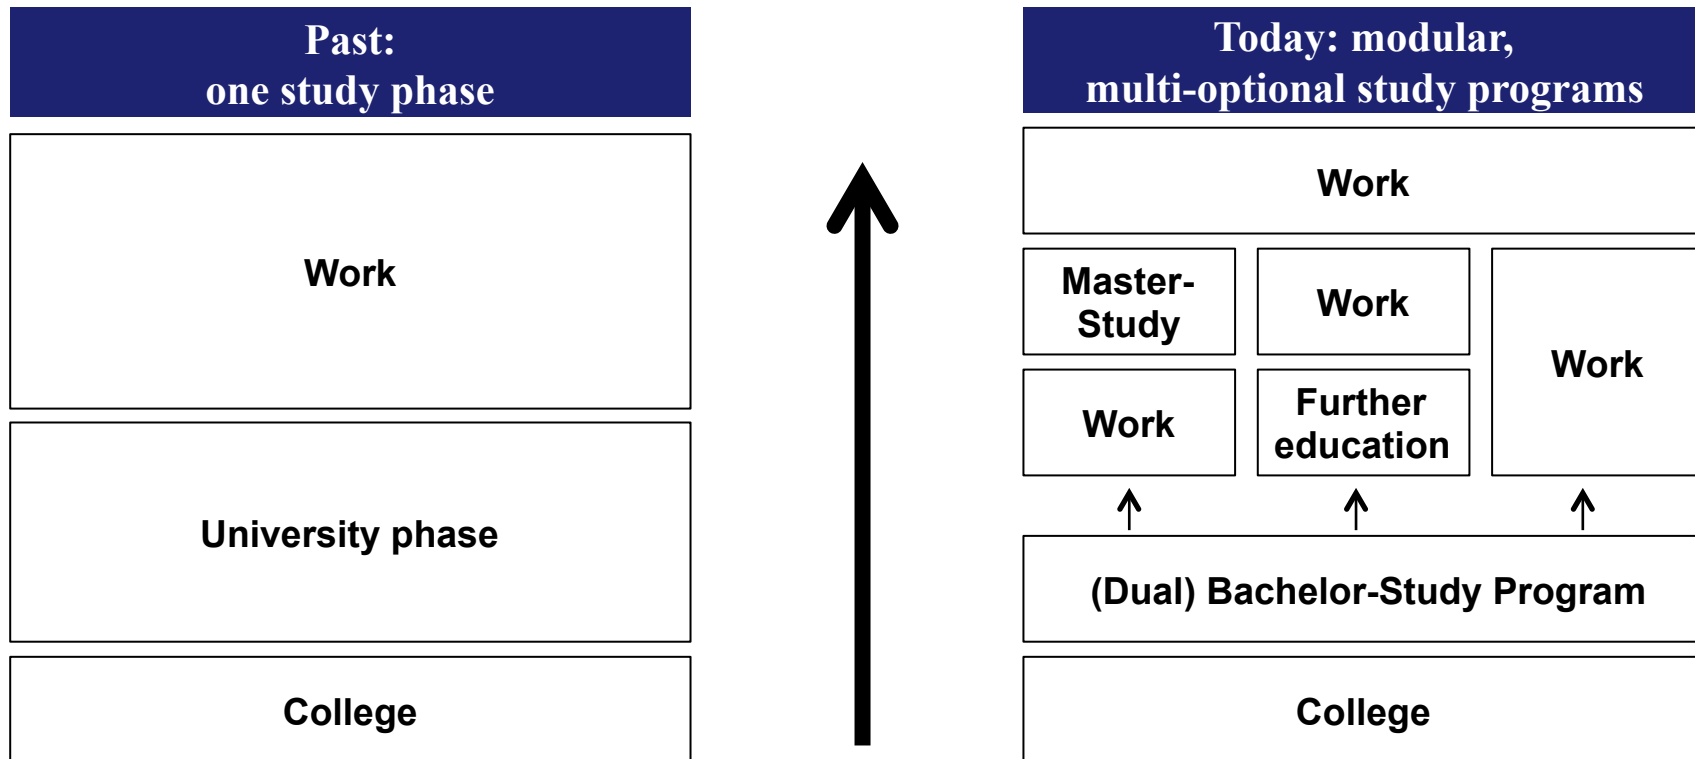 Past:
one study phase
Work
University phase
College
Today: modular,
multi-optional study programs
Work
Master-
Study
Work
Work
Work
Further
education
(Dual) Bachelor-Study Program
College